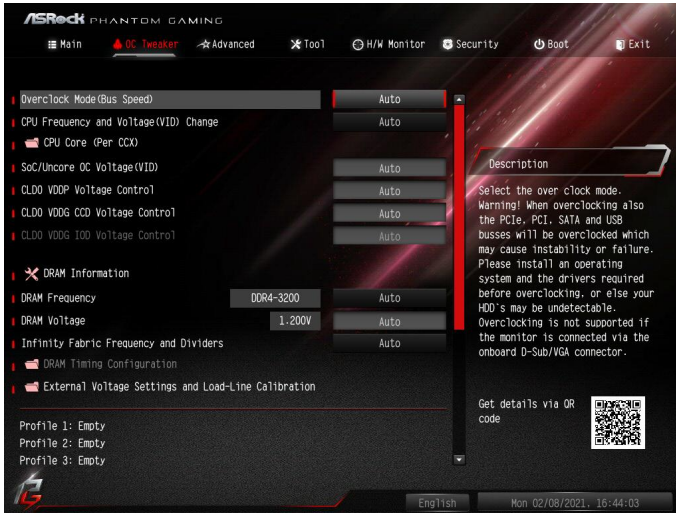 ASRock PHANTOM GAMING
Main OC Tweaker Advanced Tool H/W Monitor Security Boot Exit
Overclock Mode(Bus Speed) Auto
CPU Frequency and Voltage(VID) Change Auto
CPU Core (Per CCX)
SoC/Uncore OC Voltage(VID) Auto
CLDO VDDP Voltage Control Auto
CLDO VDDG CCD Voltage Control Auto
CLDO VDDG IOD Voltage Control Auto
DRAM Information
DRAM Frequency DDR4-3200 Auto
DRAM Voltage 1.200V Auto
Infinity Fabric Frequency and Dividers Auto
DRAM Timing Configuration
External Voltage Settings and Load-Line Calibration
Profile 1: Empty
Profile 2: Empty
Profile 3: Empty
Description
Select the over clock mode.
Warning! When overclocking also
the PCIe, PCI, SATA and USB
busses will be overclocked which
may cause instability or failure.
Please install an operating
system and the drivers required
before overclocking, or else your
HDD`s may be undetectable.
Overclocking is not supported if
the monitor is connected via the
onboard D-Sub/VGA connector.
Get details via QR
code
English Mon 02/08/2021, 16:44:03